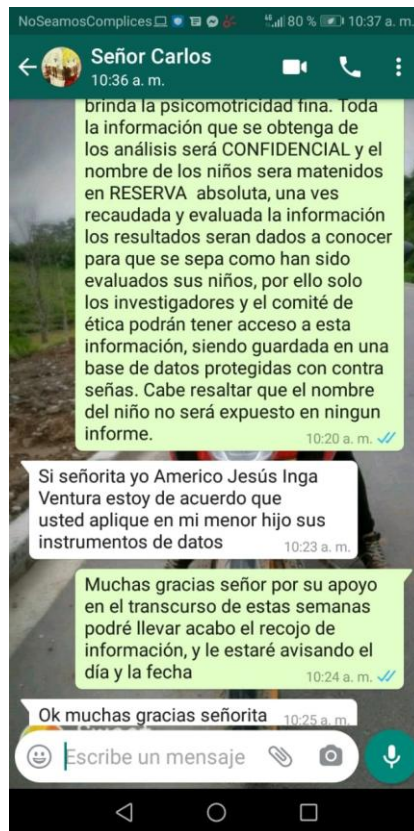 NoSeamosComplices 80 % 10:37 a. m.
Señor Carlos
10:36 a. m.
brinda la psicomotricidad fina. Toda
la información que se obtenga de
los análisis será CONFIDENCIAL y el
nombre de los niños sera matenidos
en RESERVA absoluta, una ves
recaudada y evaluada la información
los resultados seran dados a conocer
para que se sepa como han sido
evaluados sus niños, por ello solo
los investigadores y el comité de
ética podrán tener acceso a esta
información, siendo guardada en una
base de datos protegidas con contra
señas. Cabe resaltar que el nombre
del niño no será expuesto en ningun
informe.
10:20 a. m.
Si señorita yo Americo Jesús Inga
Ventura estoy de acuerdo que
usted aplique en mi menor hijo sus
instrumentos de datos
10:23 a. m.
Muchas gracias señor por su apoyo
en el transcurso de estas semanas
podré llevar acabo el recojo de
información, y le estaré avisando el
día y la fecha
10:24 a. m.
Ok muchas gracias señorita 10:25 a. m.
Escribe un mensaje